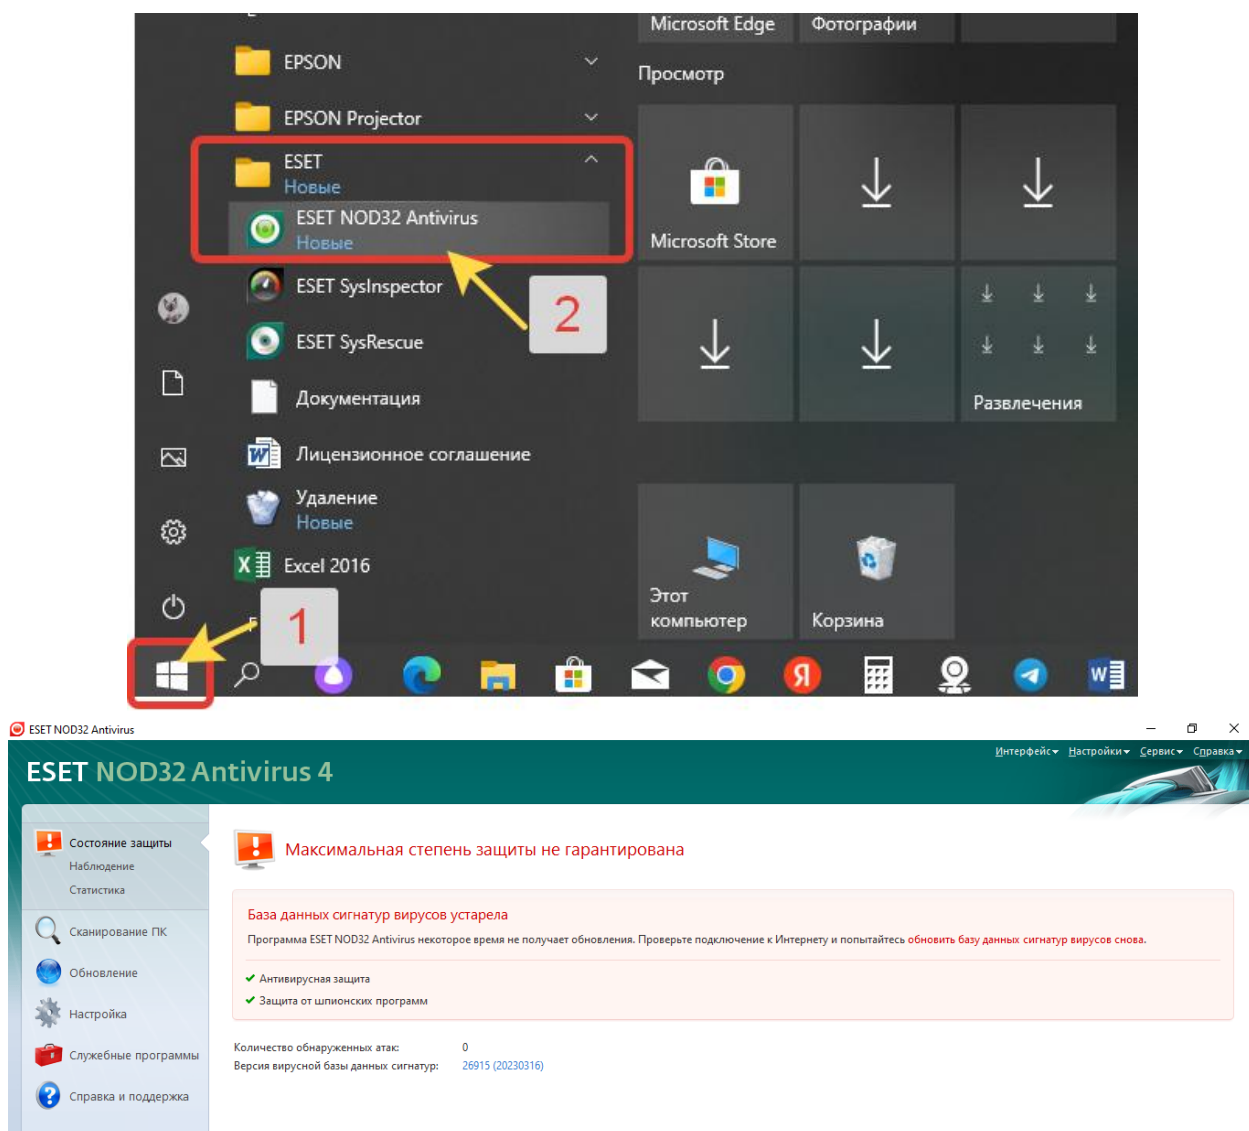 Microsoft Edge
Фотографии
EPSON
Просмотр
EPSON Projector
ESET
Новые
ESET NOD32 Antivirus
Новые
Microsoft Store
ESET SysInspector
2
ESET SysRescue
Документация
Развлечения
Лицензионное соглашение
Удаление
Новые
Excel 2016
Этот
компьютер
Корзина
F
1
Я
W
ESET NOD32 Antivirus
Интерфейс Настройки Сервис Справка
ESET NOD32 Antivirus 4
Состояние защиты
Наблюдение
Статистика
Сканирование ПК
Обновление
Настройка
Служебные программы
Справка и поддержка
Максимальная степень защиты не гарантирована
База данных сигнатур вирусов устарела
Программа ESET NOD32 Antivirus некоторое время не получает обновления. Проверьте подключение к Интернету и попытайтесь обновить базу данных сигнатур вирусов снова.
Антивирусная защита
Защита от шпионских программ
Количество обнаруженных атак: 0
Версия вирусной базы данных сигнатур: 26915 (20230316)